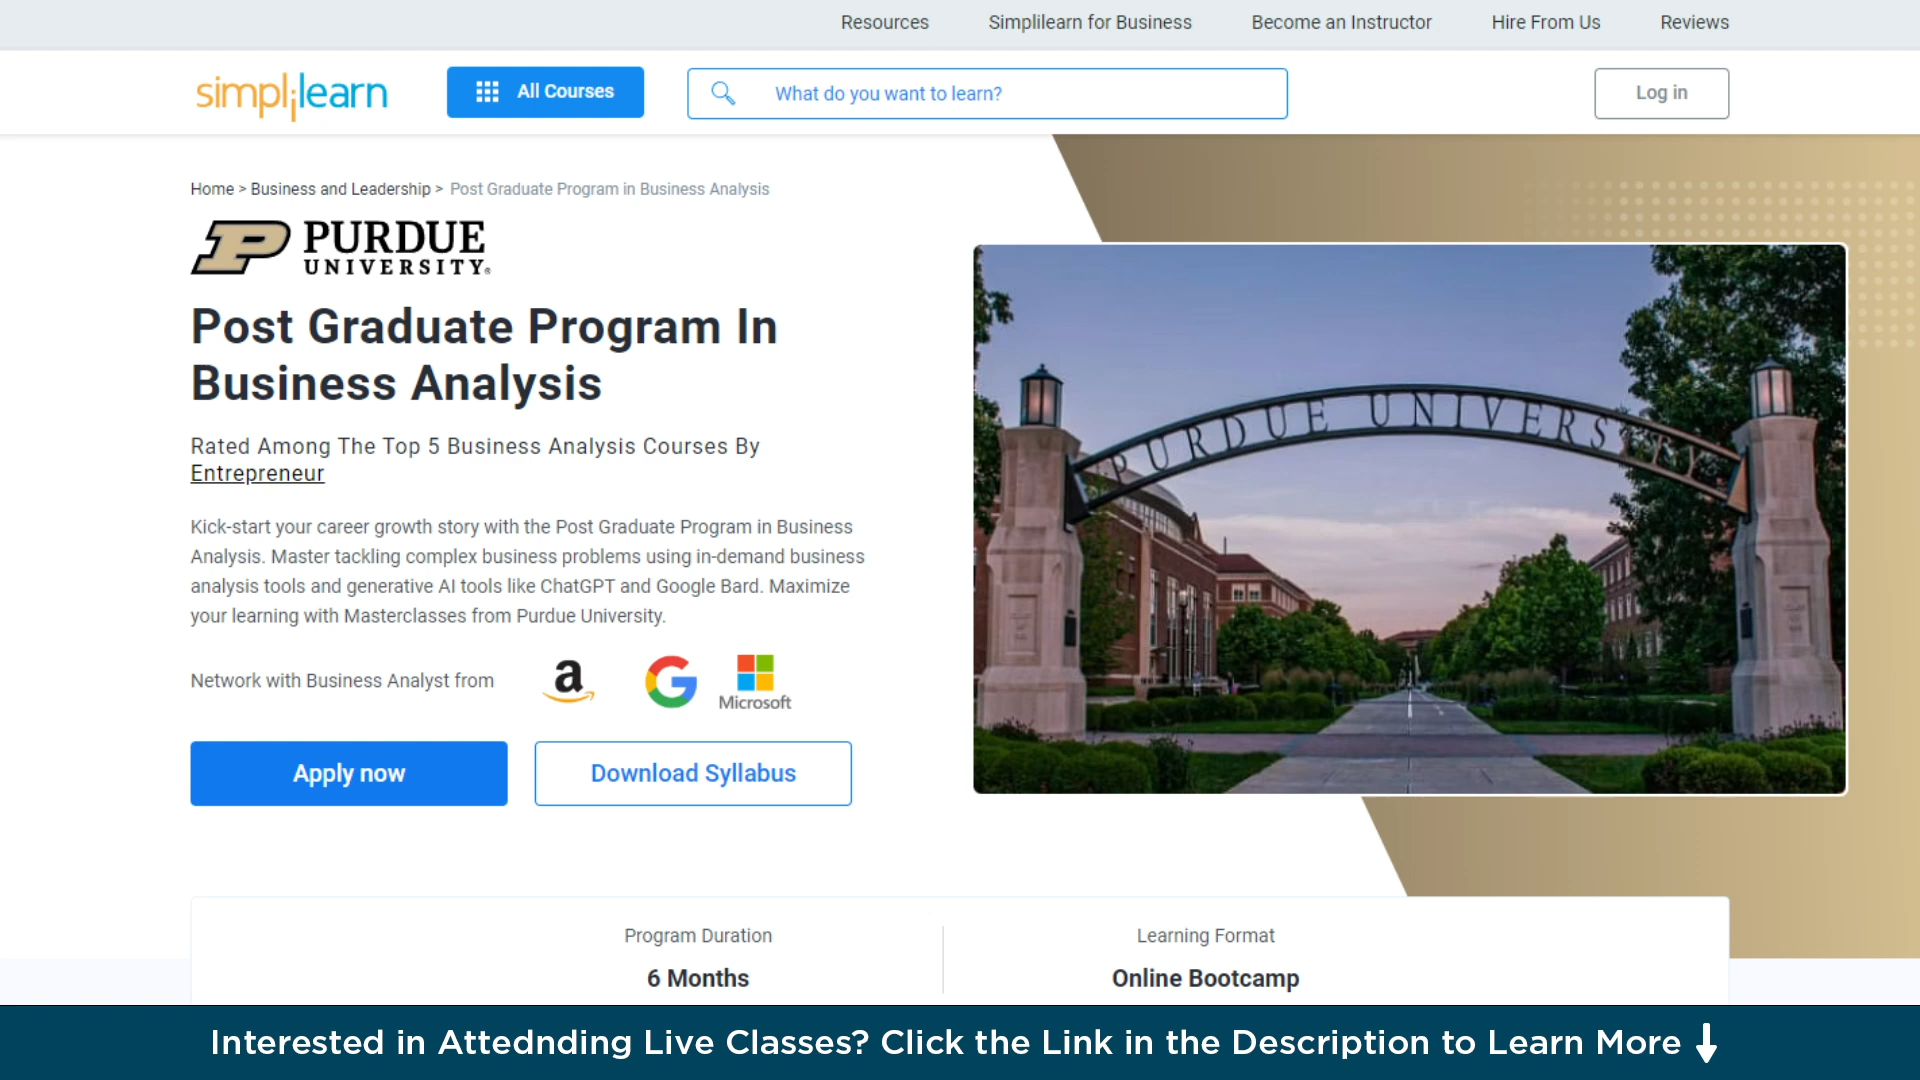 Resources Simplilearn for Business Become an Instructor Hire From Us Reviews
simplilearn All Courses What do you want to learn? Log in
Home > Business and Leadership > Post Graduate Program in Business Analysis
PURDUE
UNIVERSITY®
Post Graduate Program In
Business Analysis
Rated Among The Top 5 Business Analysis Courses By
Entrepreneur
Kick-start your career growth story with the Post Graduate Program in Business
Analysis. Master tackling complex business problems using in-demand business
analysis tools and generative AI tools like ChatGPT and Google Bard. Maximize
your learning with Masterclasses from Purdue University.
Network with Business Analyst from
Microsoft
Apply now Download Syllabus
PURDUE UNIVERSITY
Program Duration
6 Months
Learning Format
Online Bootcamp
Interested in Attednding Live Classes? Click the Link in the Description to Learn More